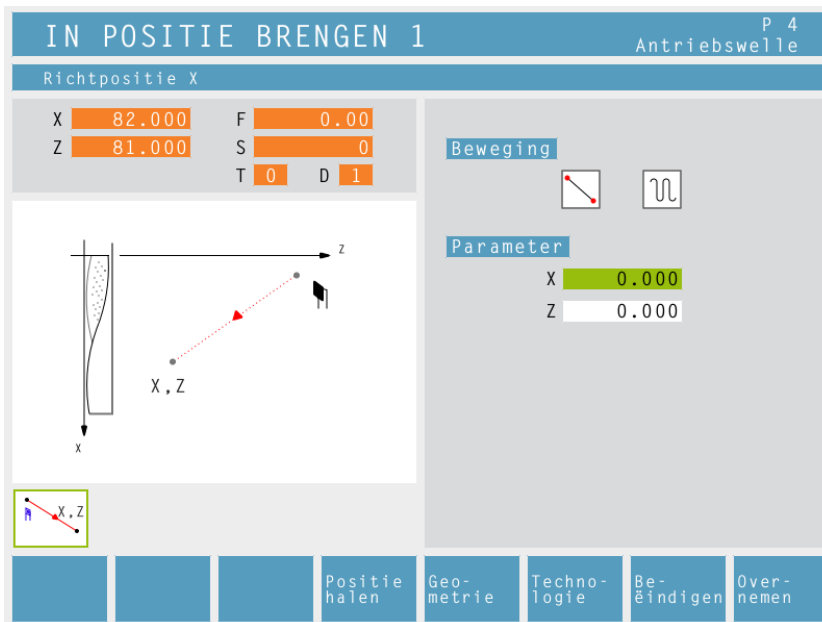 IN POSITIE BRENGEN 1
P 4
Antriebswelle
Richtpositie X
X 82.000 F 0.00
Z 81.000 S 0
T 0 D 1
Beweging
Parameter
X 0.000
Z 0.000
Z
X,Z
X
X,Z
Positie
halen
Geo-
metrie
Techno-
logie
Be-
ëindigen
Over-
nemen